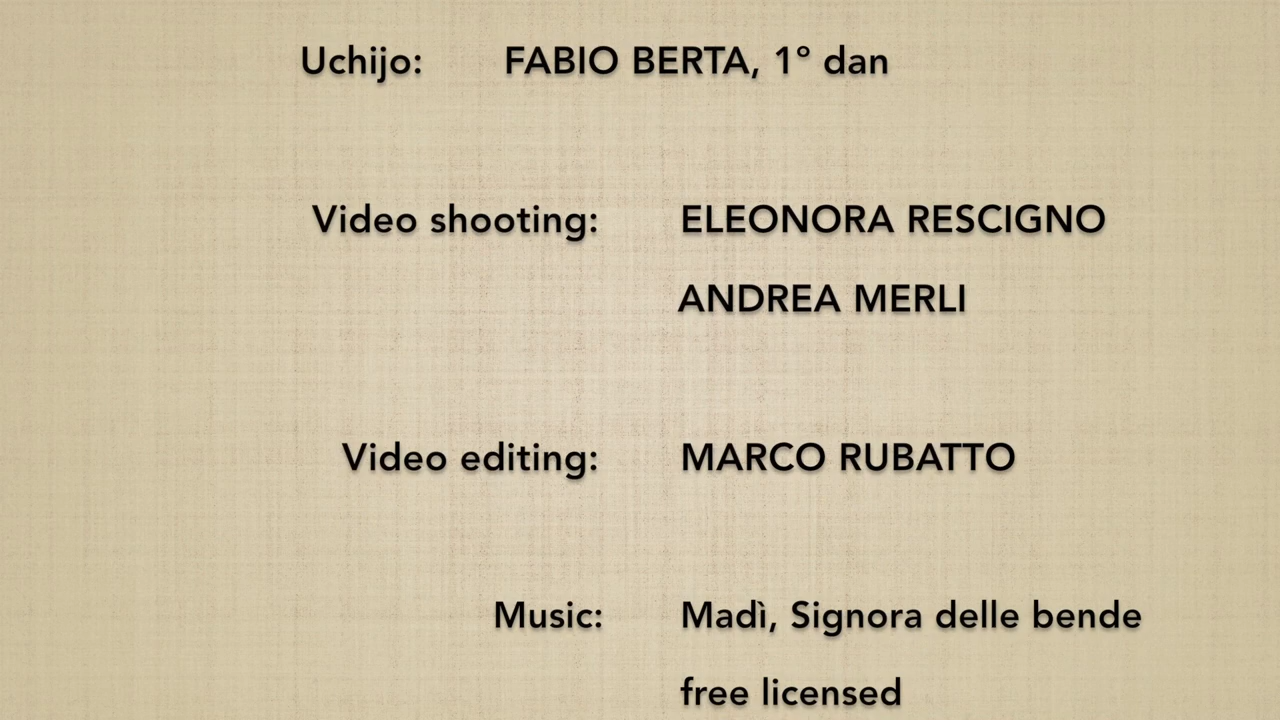 Uchijo: FABIO BERTA, 1° dan
Video shooting: ELEONORA RESCIGNO
ANDREA MERLI
Video editing: MARCO RUBATTO
Music: Madì, Signora delle bende
free licensed